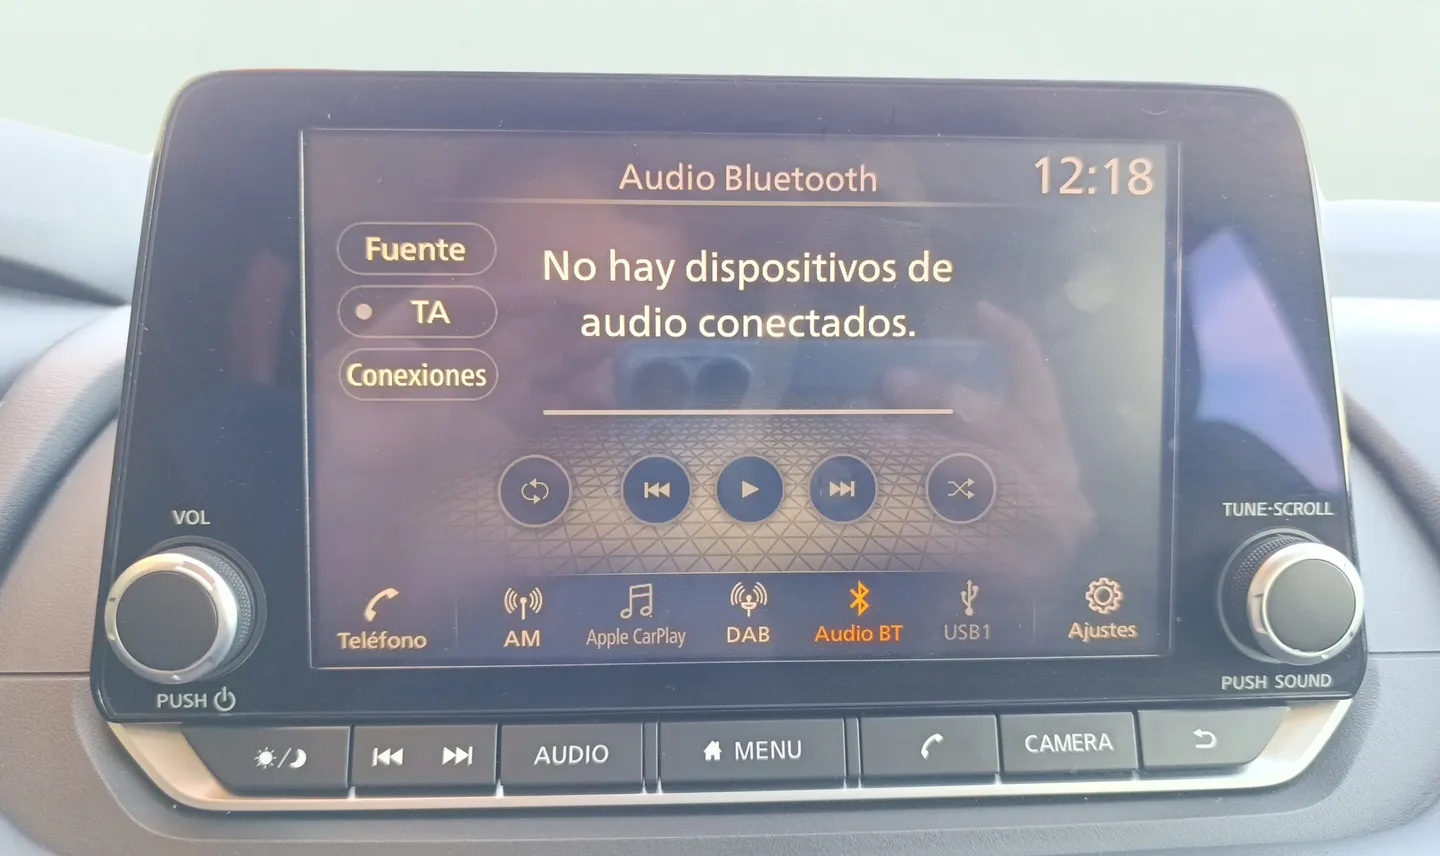 Audio Bluetooth
12:18
Fuente
TA
Conexiones
No hay dispositivos de
audio conectados.
VOL
TUNE·SCROLL
Teléfono
AM
Apple CarPlay
DAB
Audio BT
USB1
Ajustes
PUSH
PUSH SOUND
AUDIO
MENU
CAMERA